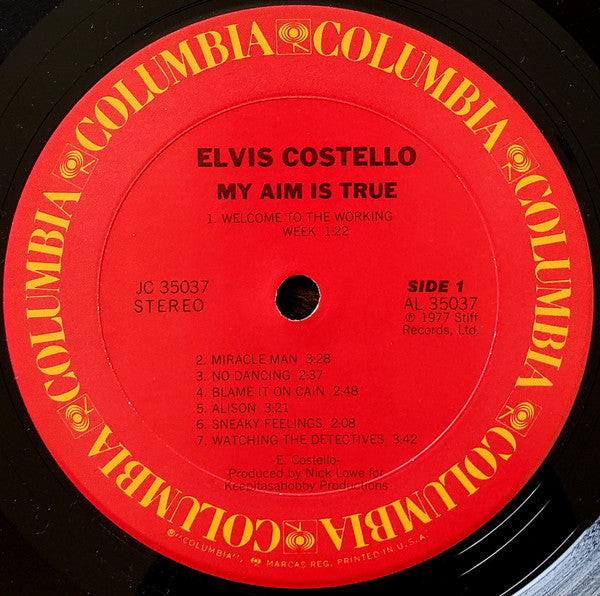 COLUMBIA COLUMBIA COLUMBIA COLUMBIA COLUMBIA COLUMBIA
ELVIS COSTELLO
MY AIM IS TRUE
1. WELCOME TO THE WORKING
WEEK 1:22
JC 35037
STEREO
SIDE 1
AL 35037
℗ 1977 Stiff
Records, Ltd.
2. MIRACLE MAN 3:28
3. NO DANCING 2:37
4. BLAME IT ON CAIN 2:48
5. ALISON 3:21
6. SNEAKY FEELINGS 2:08
7. WATCHING THE DETECTIVES 3:42
-E. Costello-
Produced by Nick Lowe for
Keepitasahobby Productions
®"COLUMBIA", MARCAS REG. PRINTED IN U.S.A.